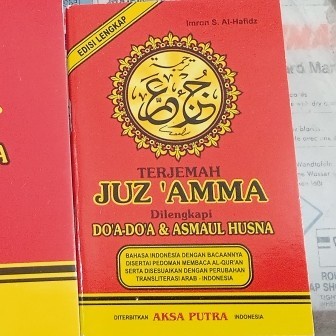 EDISI LENGKAP
Imron S. Al-Hafidz
جزء عم
TERJEMAH
JUZ 'AMMA
Dilengkapi
DO'A-DO'A & ASMAUL HUSNA
BAHASA INDONESIA DENGAN BACAANNYA
DISERTAI PEDOMAN MEMBACA AL-QUR'AN
SERTA DISESUAIKAN DENGAN PERUBAHAN
TRANSLITERASI ARAB - INDONESIA
DITERBITKAN AKSA PUTRA INDONESIA